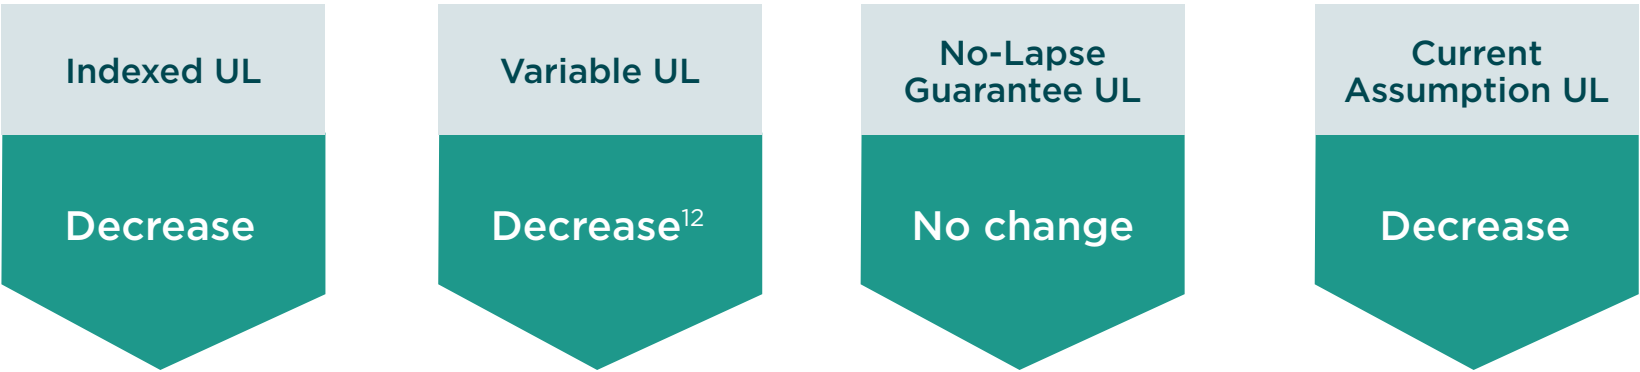 Indexed UL
Decrease
Variable UL
Decrease12
No-Lapse
Guarantee UL
No change
Current
Assumption UL
Decrease